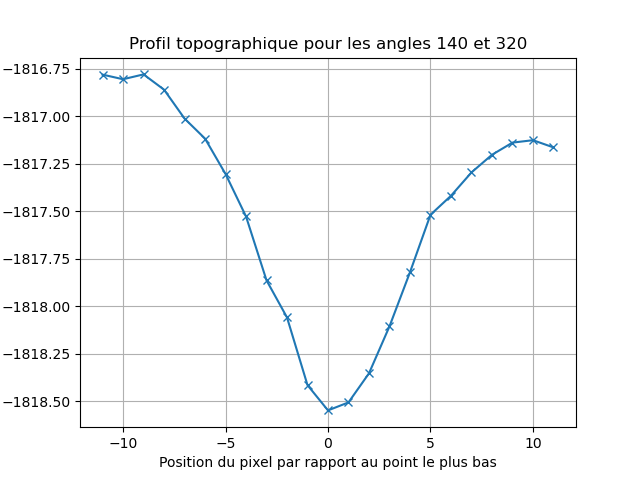 Profil topographique pour les angles 140 et 320
−1816.75
−1817.00
−1817.25
−1817.50
−1817.75
−1818.00
−1818.25
−1818.50
−10 −5 0 5 10
Position du pixel par rapport au point le plus bas